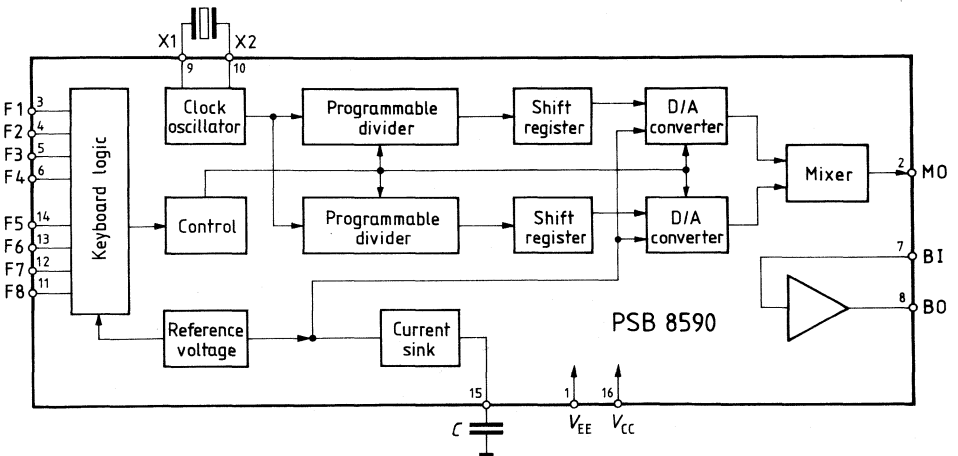 X1
X2
9
10
F1
3
F2
4
F3
5
F4
6
F5
14
F6
13
F7
12
F8
11
Keyboard logic
Clock
oscillator
Programmable
divider
Shift
register
D/A
converter
Mixer
2
MO
Control
Programmable
divider
Shift
register
D/A
converter
7
BI
8
BO
Reference
voltage
Current
sink
PSB 8590
15
1
16
C
VEE
VCC